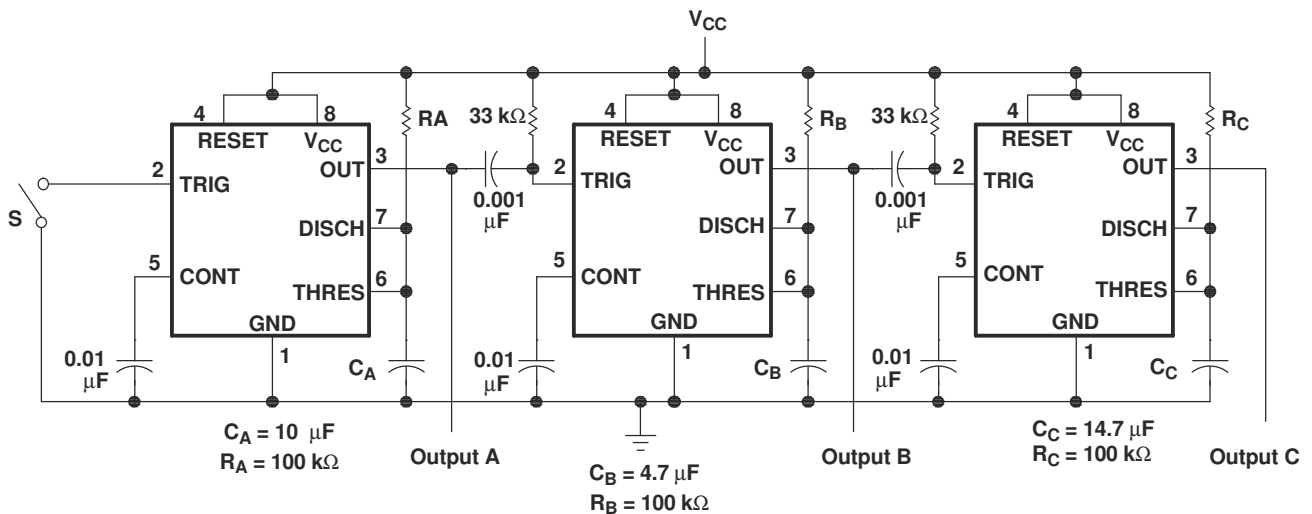 VCC
4
8
RA
33 kΩ
4
8
RB
33 kΩ
4
8
RC
RESET
VCC
3
RESET
VCC
3
RESET
VCC
3
2
OUT
2
OUT
2
OUT
TRIG
TRIG
TRIG
S
0.001
μF
0.001
μF
7
7
7
DISCH
DISCH
DISCH
5
5
5
CONT
6
CONT
6
CONT
6
THRES
THRES
THRES
GND
GND
GND
1
1
1
0.01
μF
CA
0.01
μF
CB
0.01
μF
CC
CA = 10 μF
RA = 100 kΩ
Output A
CB = 4.7 μF
RB = 100 kΩ
Output B
CC = 14.7 μF
RC = 100 kΩ
Output C